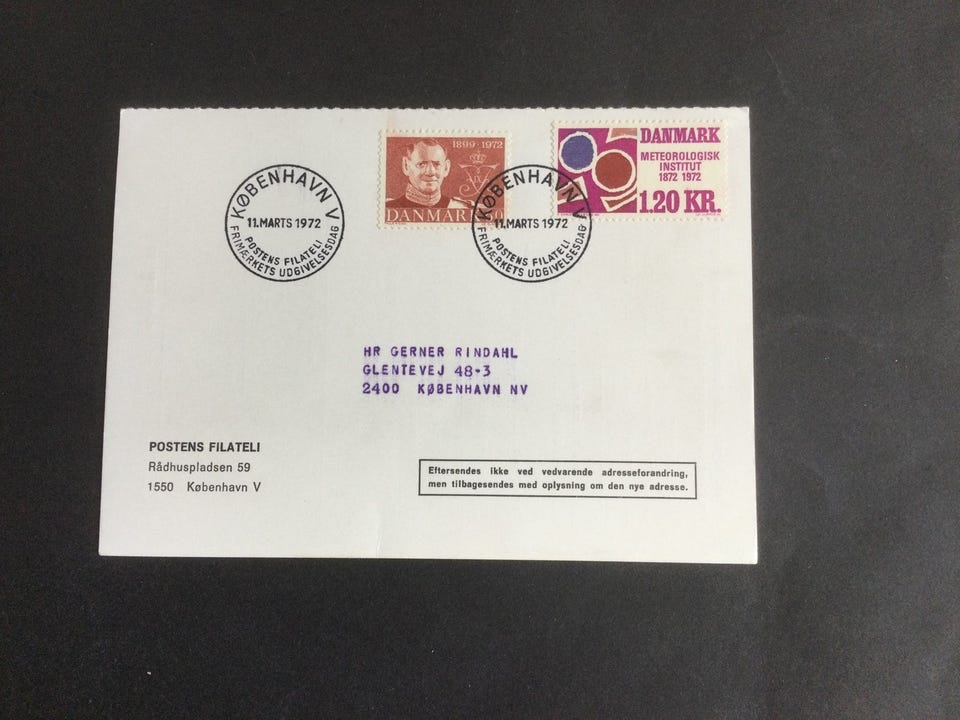 KØBENHAVN V
11.MARTS 1972
POSTENS FILATELI
FRIMÆRKETS UDGIVELSESDAG
1899 1972
DANMARK
KØBENHAVN V
11.MARTS 1972
POSTENS FILATELI
FRIMÆRKETS UDGIVELSESDAG
DANMARK
METEOROLOGISK
INSTITUT
1872 1972
1.20 KR.
HR GERNER RINDAHL
GLENTEVEJ 48-3
2400 KØBENHAVN NV
POSTENS FILATELI
Rådhuspladsen 59
1550 København V
Eftersendes ikke ved vedvarende adresseforandring,
men tilbagesendes med oplysning om den nye adresse.